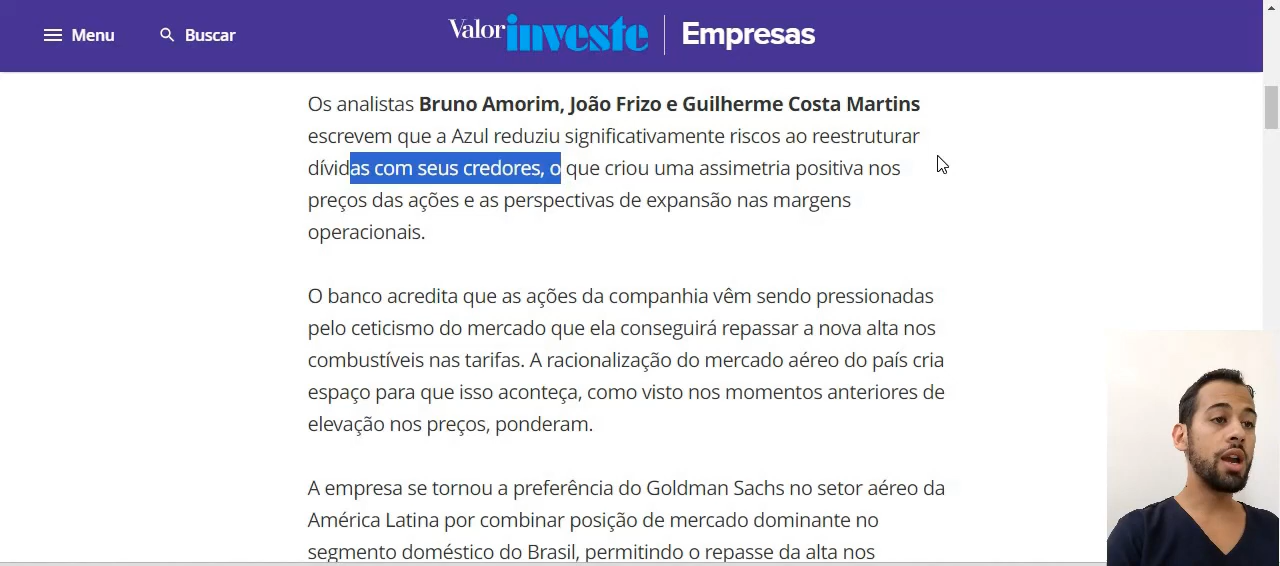 Menu
Buscar
Valor investe
Empresas
Os analistas Bruno Amorim, João Frizo e Guilherme Costa Martins
escrevem que a Azul reduziu significativamente riscos ao reestruturar
dívidas com seus credores, o que criou uma assimetria positiva nos
preços das ações e as perspectivas de expansão nas margens
operacionais.
O banco acredita que as ações da companhia vêm sendo pressionadas
pelo ceticismo do mercado que ela conseguirá repassar a nova alta nos
combustíveis nas tarifas. A racionalização do mercado aéreo do país cria
espaço para que isso aconteça, como visto nos momentos anteriores de
elevação nos preços, ponderam.
A empresa se tornou a preferência do Goldman Sachs no setor aéreo da
América Latina por combinar posição de mercado dominante no
segmento doméstico do Brasil, permitindo o repasse da alta nos